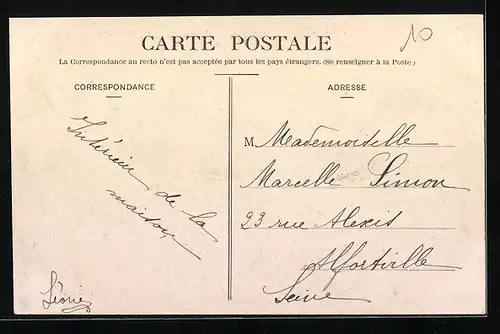 10
CARTE POSTALE
La Correspondance au recto n'est pas acceptée par tous les pays étrangers. (Se renseigner à la Poste.)
CORRESPONDANCE
ADRESSE
Intérieur
de la
maison
Léonie
M. Mademoiselle
Marcelle Simon
23 rue Alexis
Alfortville
Seine